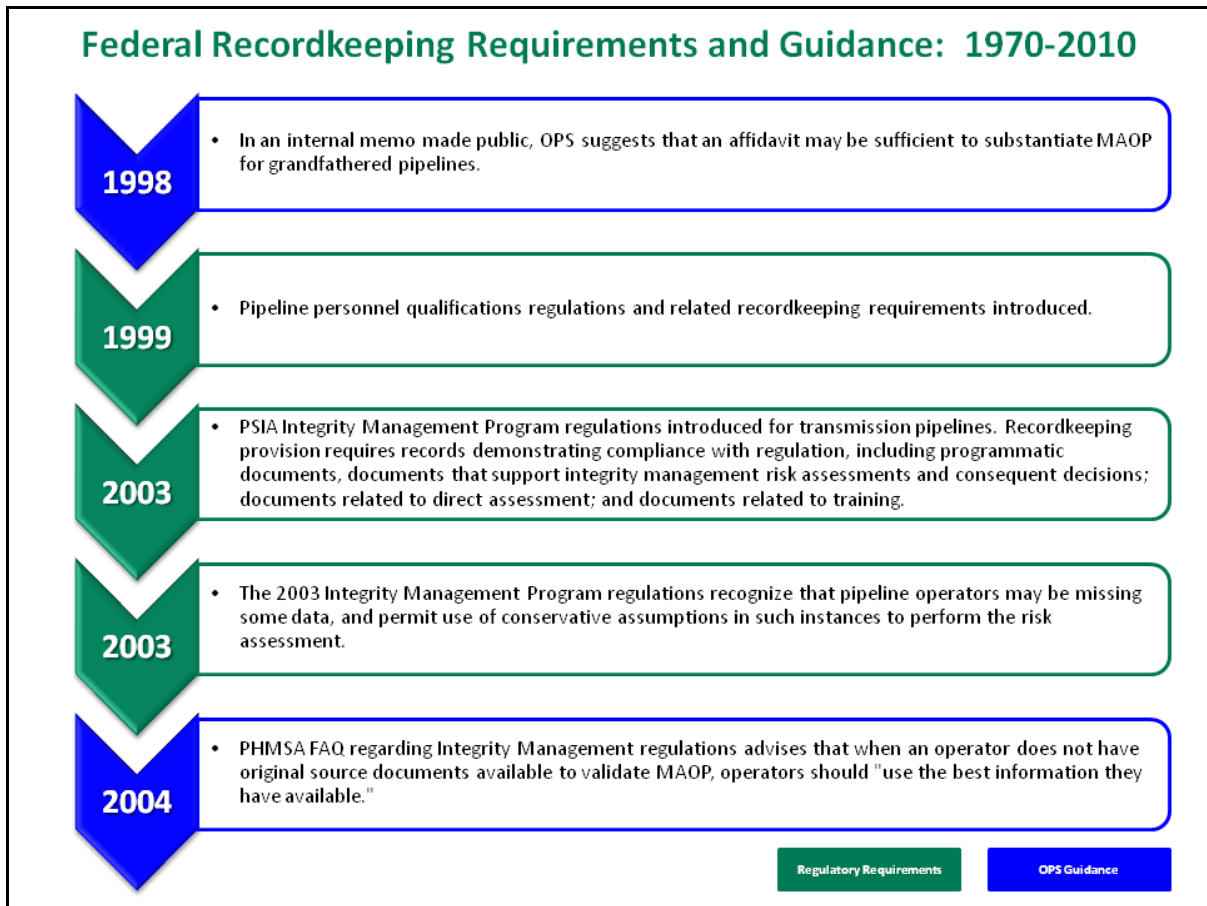 Federal Recordkeeping Requirements and Guidance: 1970-2010
1998
• In an internal memo made public, OPS suggests that an affidavit may be sufficient to substantiate MAOP
for grandfathered pipelines.
1999
• Pipeline personnel qualifications regulations and related recordkeeping requirements introduced.
2003
• PSIA Integrity Management Program regulations introduced for transmission pipelines. Recordkeeping
provision requires records demonstrating compliance with regulation, including programmatic
documents, documents that support integrity management risk assessments and consequent decisions;
documents related to direct assessment; and documents related to training.
2003
• The 2003 Integrity Management Program regulations recognize that pipeline operators may be missing
some data, and permit use of conservative assumptions in such instances to perform the risk
assessment.
2004
• PHMSA FAQ regarding Integrity Management regulations advises that when an operator does not have
original source documents available to validate MAOP, operators should "use the best information they
have available."
Regulatory Requirements
OPS Guidance